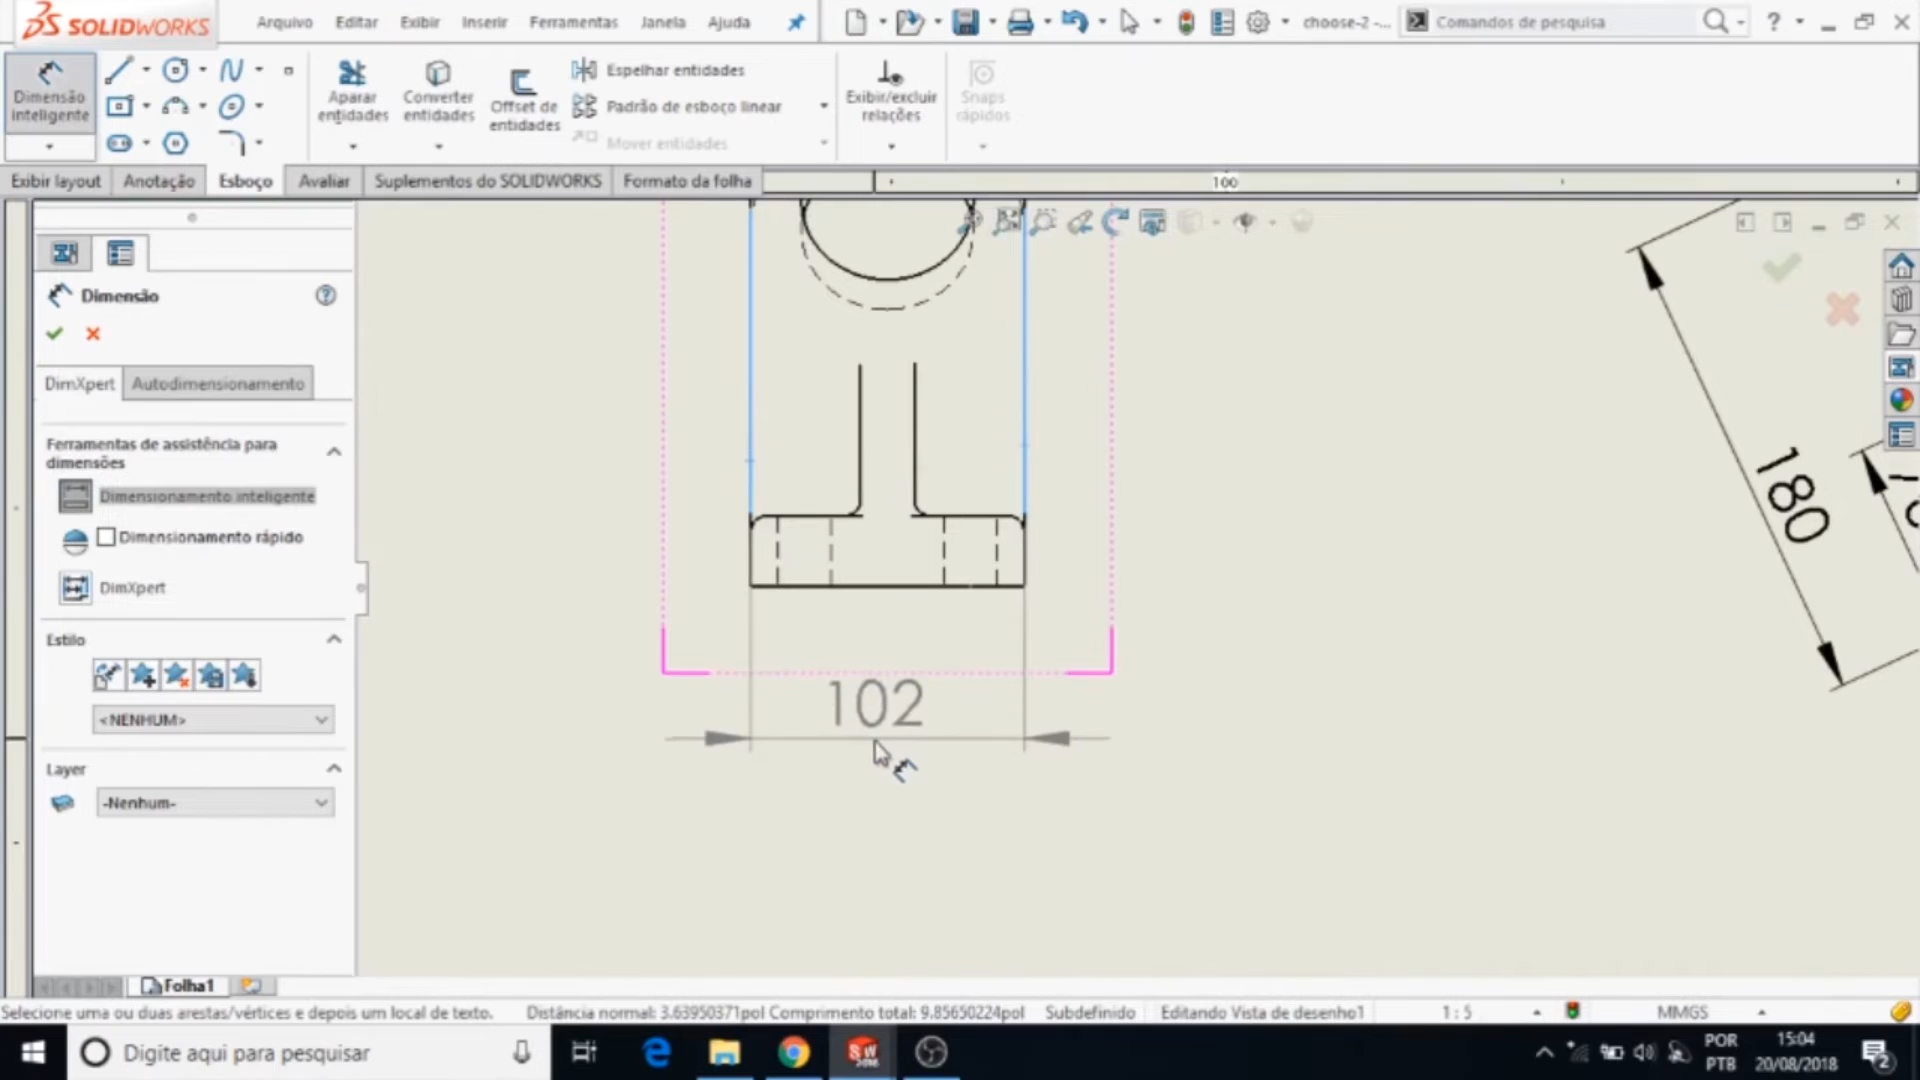 SOLIDWORKS
Arquivo Editar Exibir Inserir Ferramentas Janela Ajuda
choose-2 -...
Comandos de pesquisa
Dimensão inteligente
Aparar entidades
Converter entidades
Offset de entidades
Espelhar entidades
Padrão de esboço linear
Mover entidades
Exibir/excluir relações
Snaps rápidos
Exibir layout Anotação Esboço Avaliar Suplementos do SOLIDWORKS Formato da folha
100
Dimensão
DimXpert Autodimensionamento
Ferramentas de assistência para
dimensões
Dimensionamento inteligente
Dimensionamento rápido
DimXpert
Estilo
<NENHUM>
Layer
-Nenhum-
102
180
Folha1
Selecione uma ou duas arestas/vértices e depois um local de texto. Distância normal: 3.63950371pol Comprimento total: 9.85650224pol Subdefinido Editando Vista de desenho1 1:5 MMGS
Digite aqui para pesquisar
POR
PTB
15:04
20/08/2018
2